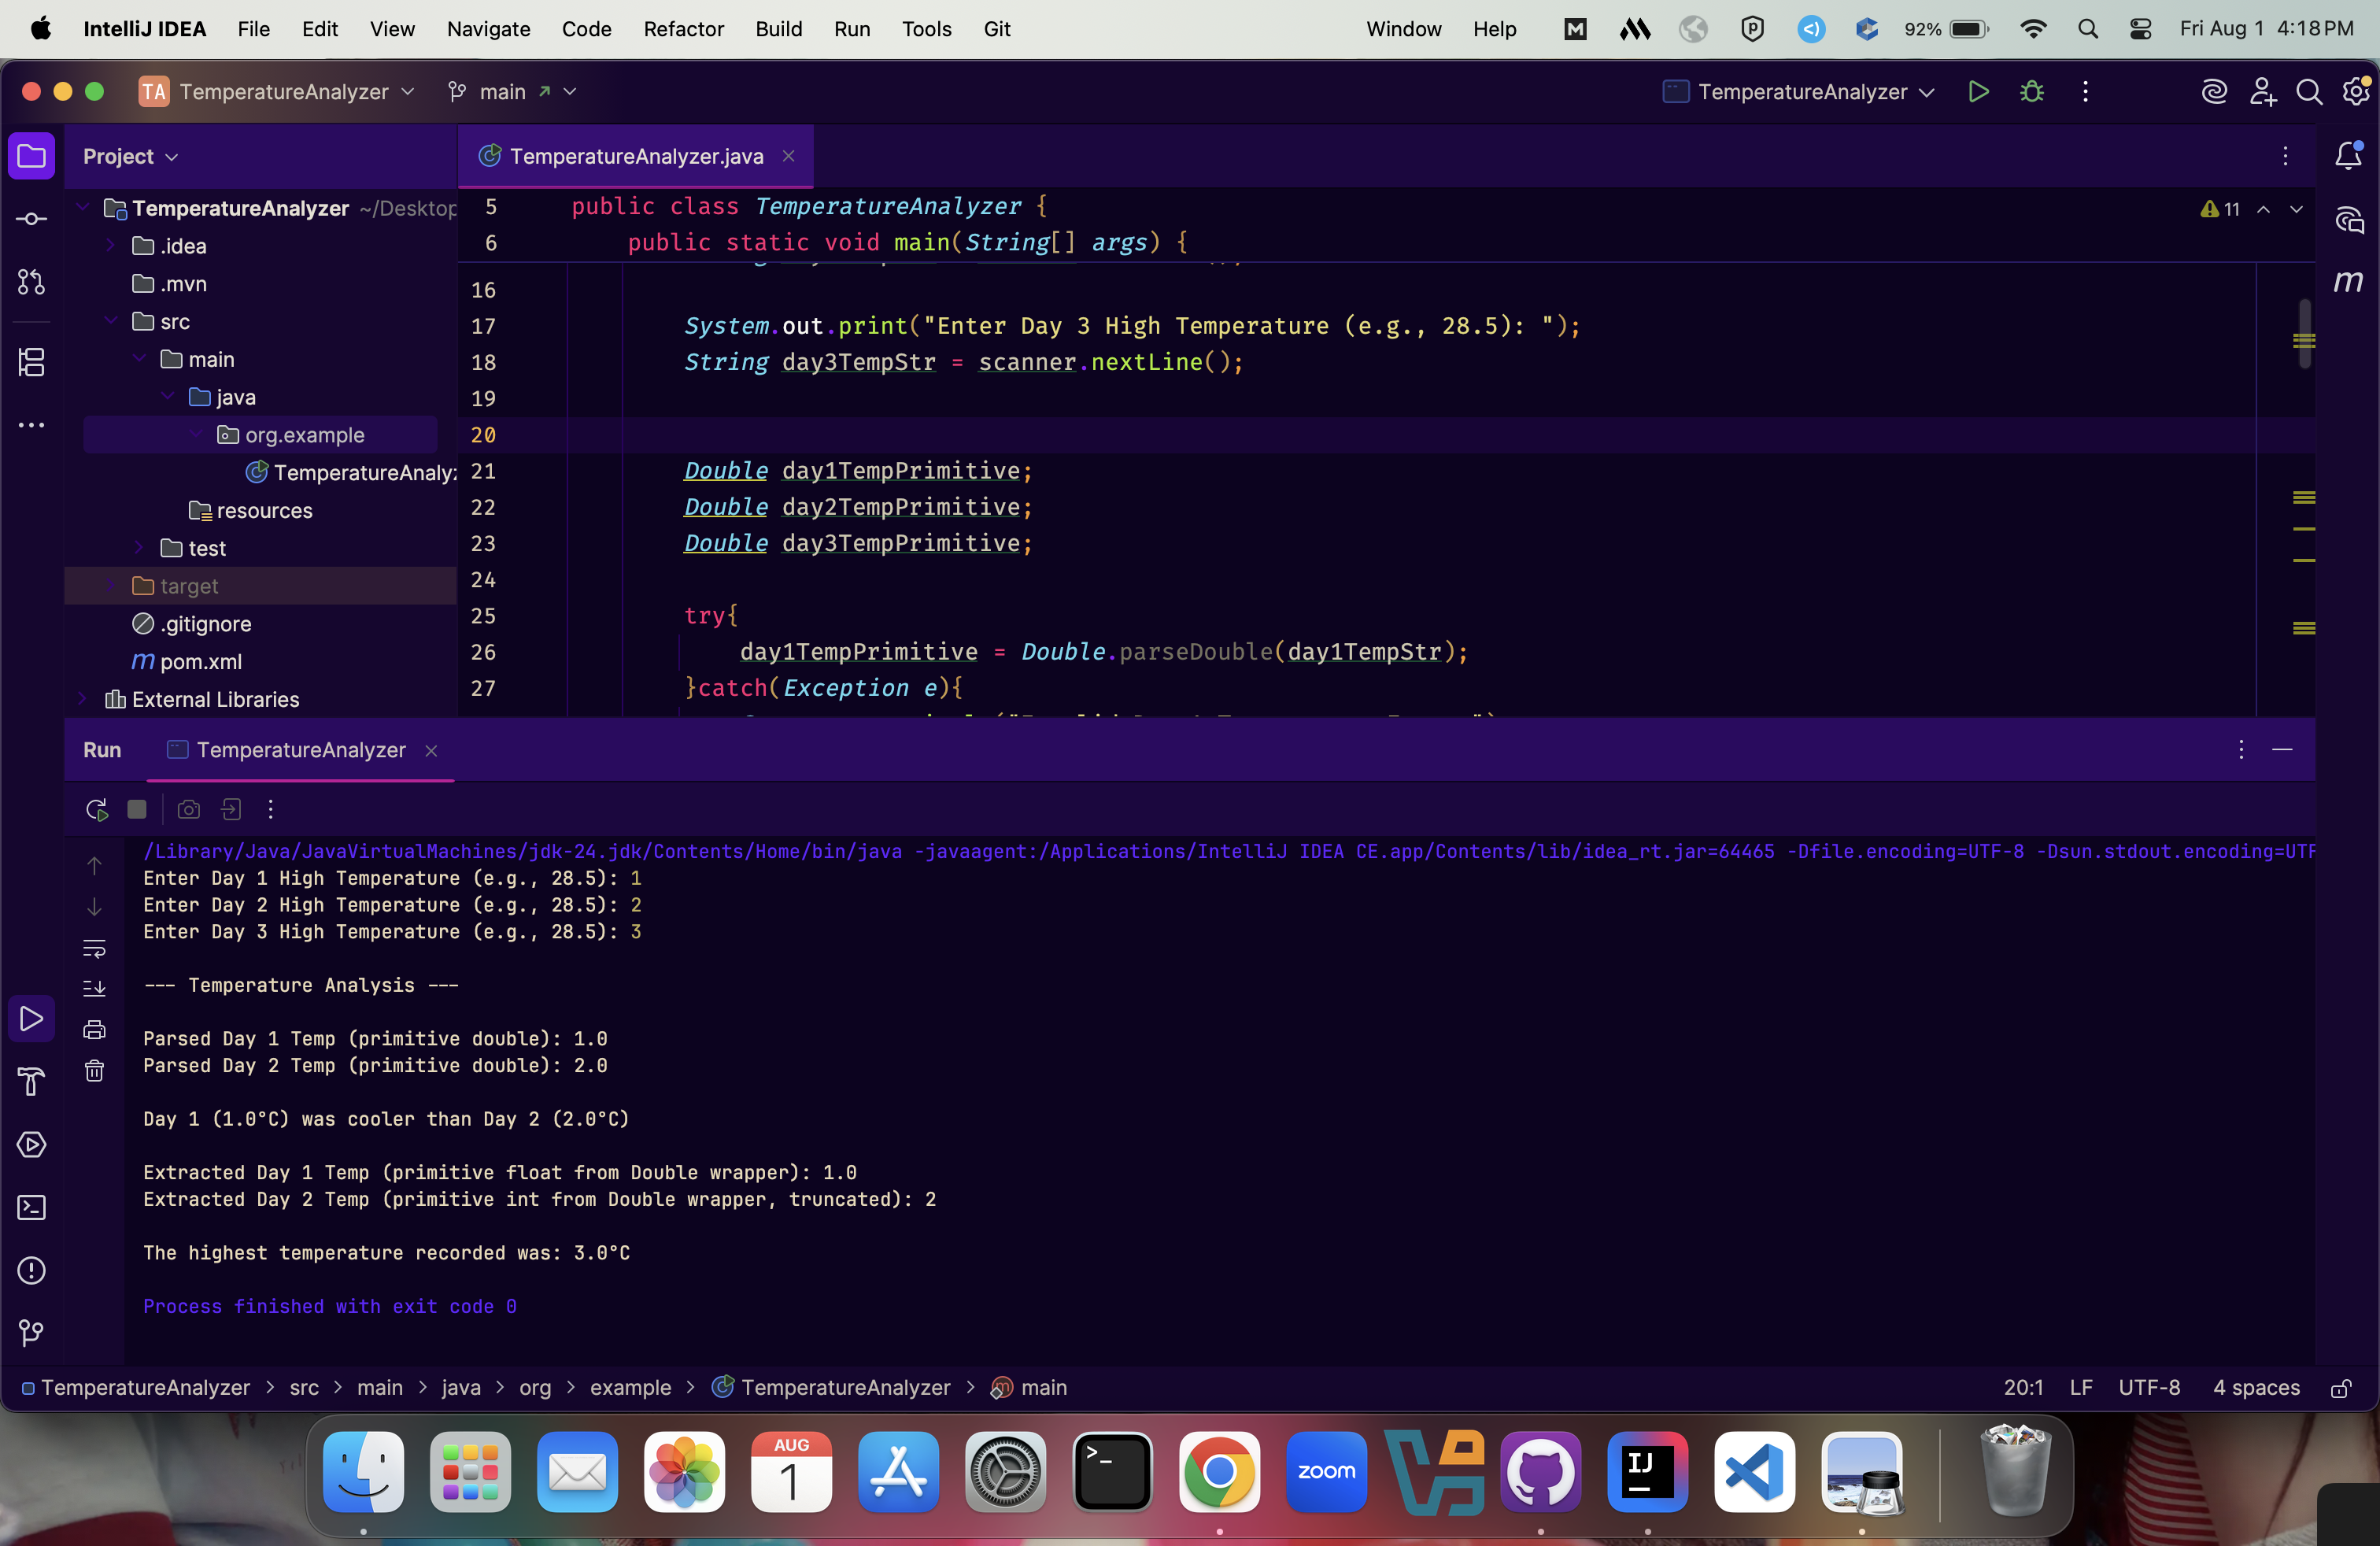 IntelliJ IDEA File Edit View Navigate Code Refactor Build Run Tools Git Window Help 92% Fri Aug 1 4:18 PM
TA TemperatureAnalyzer main TemperatureAnalyzer
Project
TemperatureAnalyzer ~/Desktop
.idea
.mvn
src
main
java
org.example
TemperatureAnaly
resources
test
target
.gitignore
m pom.xml
External Libraries
TemperatureAnalyzer.java
11
m
5 public class TemperatureAnalyzer {
6 public static void main(String[] args) {
16
17 System.out.print("Enter Day 3 High Temperature (e.g., 28.5): ");
18 String day3TempStr = scanner.nextLine();
19
20
21 Double day1TempPrimitive;
22 Double day2TempPrimitive;
23 Double day3TempPrimitive;
24
25 try{
26 day1TempPrimitive = Double.parseDouble(day1TempStr);
27 }catch(Exception e){
Run TemperatureAnalyzer
/Library/Java/JavaVirtualMachines/jdk-24.jdk/Contents/Home/bin/java -javaagent:/Applications/IntelliJ IDEA CE.app/Contents/lib/idea_rt.jar=64465 -Dfile.encoding=UTF-8 -Dsun.stdout.encoding=UTF
Enter Day 1 High Temperature (e.g., 28.5): 1
Enter Day 2 High Temperature (e.g., 28.5): 2
Enter Day 3 High Temperature (e.g., 28.5): 3
--- Temperature Analysis ---
Parsed Day 1 Temp (primitive double): 1.0
Parsed Day 2 Temp (primitive double): 2.0
Day 1 (1.0°C) was cooler than Day 2 (2.0°C)
Extracted Day 1 Temp (primitive float from Double wrapper): 1.0
Extracted Day 2 Temp (primitive int from Double wrapper, truncated): 2
The highest temperature recorded was: 3.0°C
Process finished with exit code 0
TemperatureAnalyzer > src > main > java > org > example > TemperatureAnalyzer > main 20:1 LF UTF-8 4 spaces
AUG
1
zoom
IJ